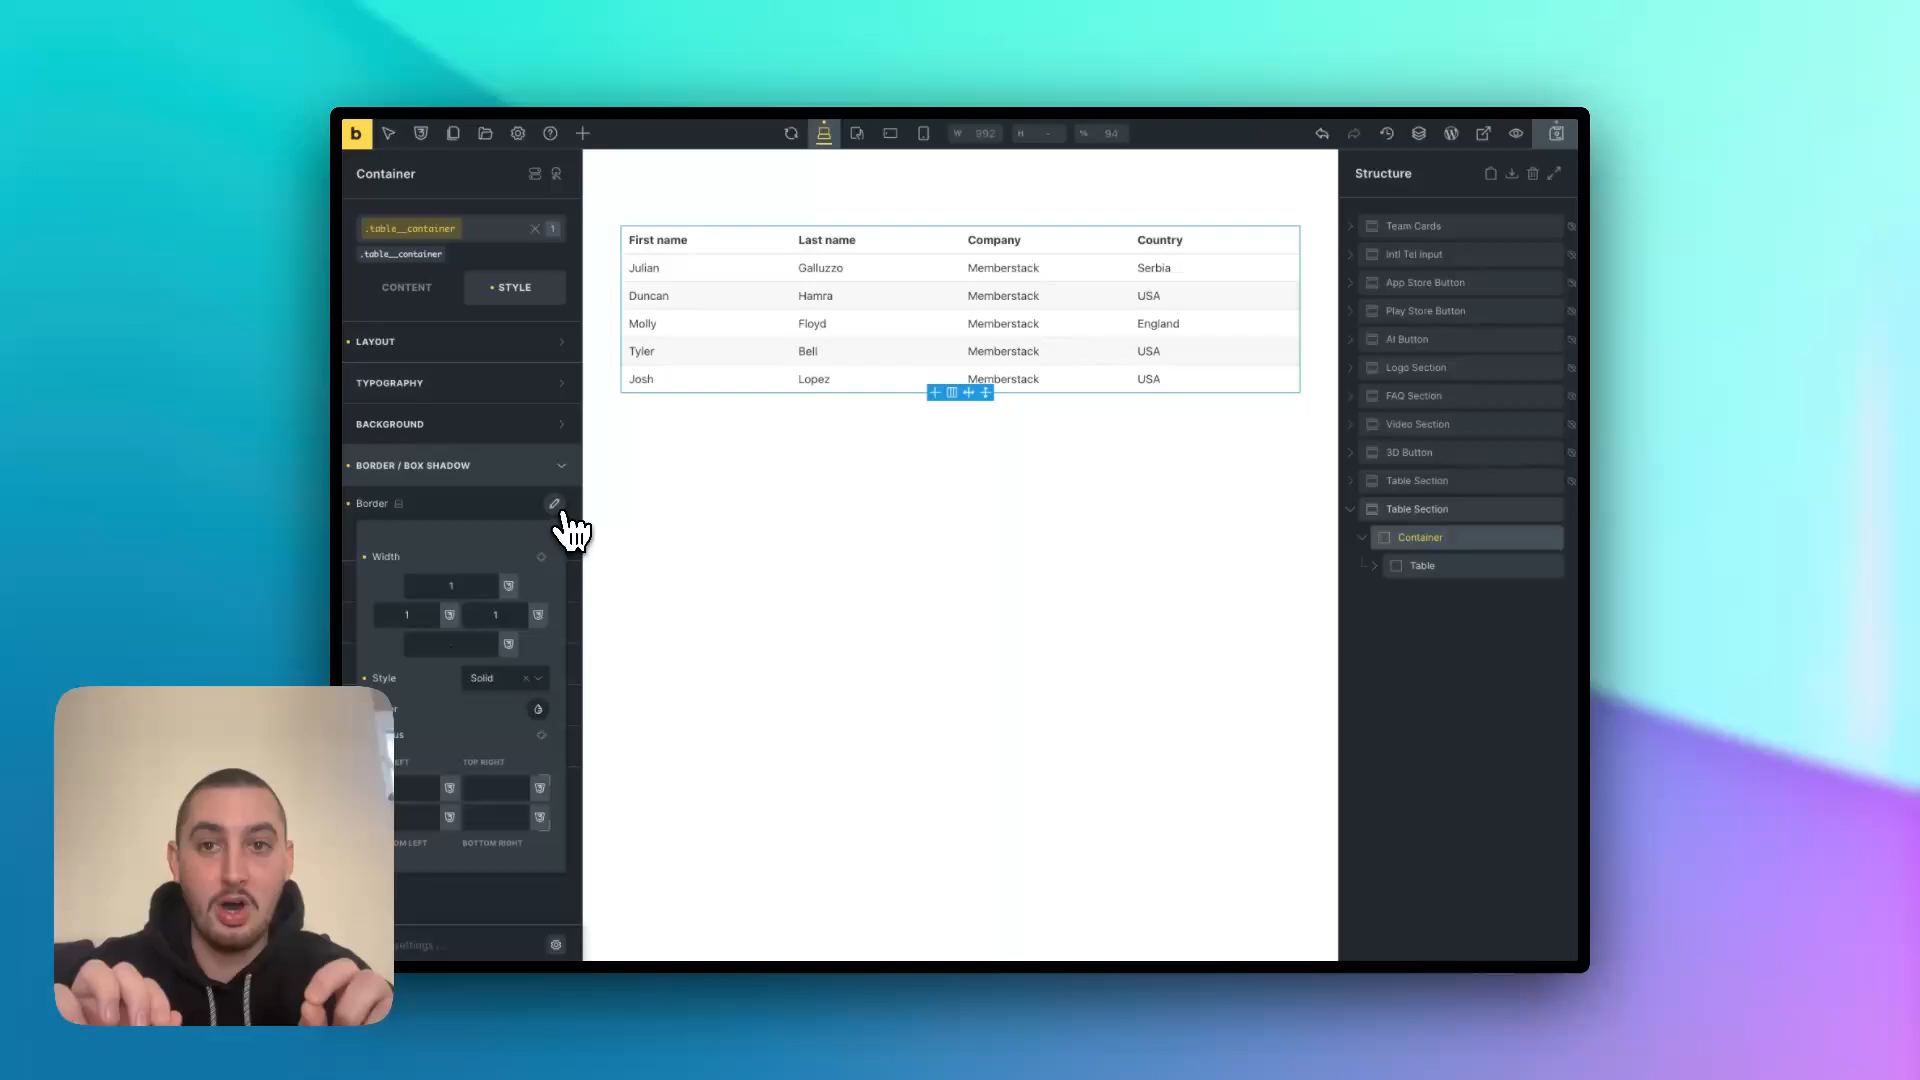 b
W 992 H - % 94
Container
.table__container 1
.table__container
CONTENT
STYLE
LAYOUT
TYPOGRAPHY
BACKGROUND
BORDER / BOX SHADOW
Border
Width
1
1 1
Style Solid
TOP RIGHT
BOTTOM RIGHT
settings ...
First name Last name Company Country
Julian Galluzzo Memberstack Serbia
Duncan Hamra Memberstack USA
Molly Floyd Memberstack England
Tyler Bell Memberstack USA
Josh Lopez Memberstack USA
Structure
Team Cards
Intl Tel Input
App Store Button
Play Store Button
AI Button
Logo Section
FAQ Section
Video Section
3D Button
Table Section
Table Section
Container
Table